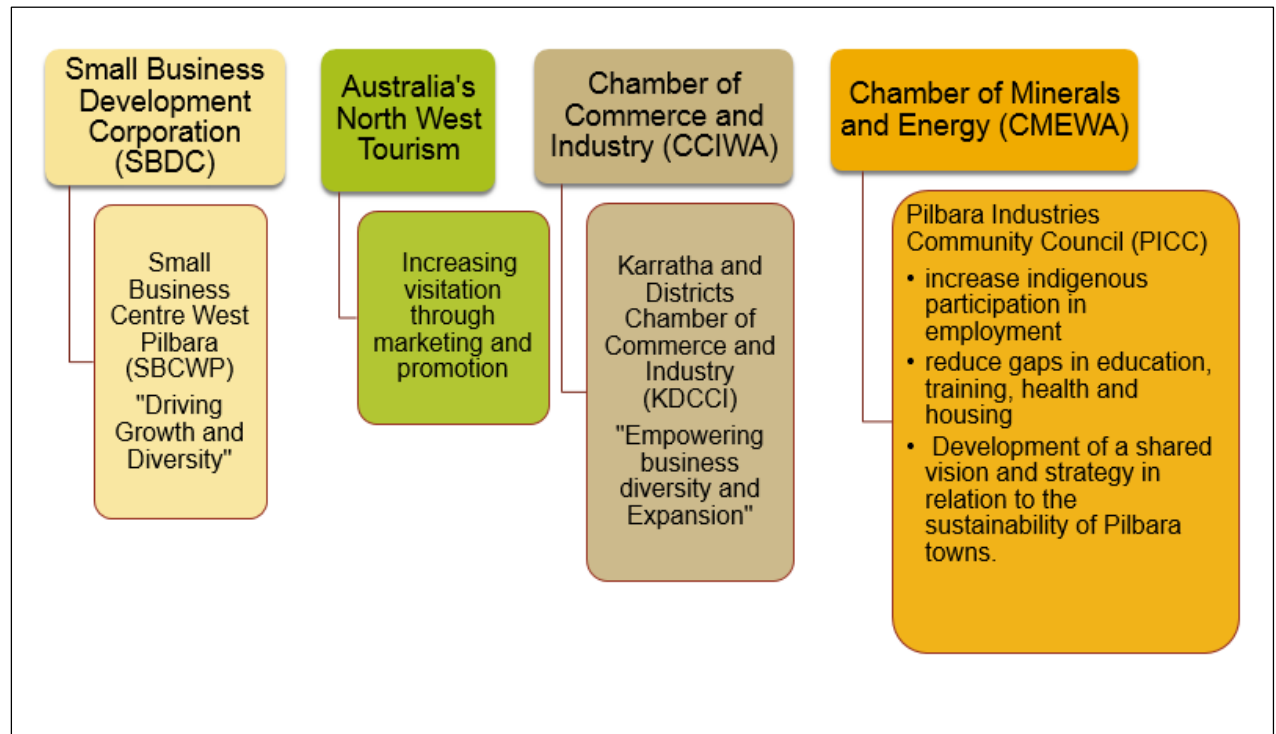 Small Business
Development
Corporation
(SBDC)
Small
Business
Centre West
Pilbara
(SBCWP)
"Driving
Growth and
Diversity"
Australia's
North West
Tourism
Increasing
visitation
through
marketing and
promotion
Chamber of
Commerce and
Industry (CCIWA)
Karratha and
Districts
Chamber of
Commerce and
Industry
(KDCCI)
"Empowering
business
diversity and
Expansion"
Chamber of Minerals
and Energy (CMEWA)
Pilbara Industries
Community Council (PICC)
• increase indigenous
participation in
employment
• reduce gaps in education,
training, health and
housing
• Development of a shared
vision and strategy in
relation to the
sustainability of Pilbara
towns.